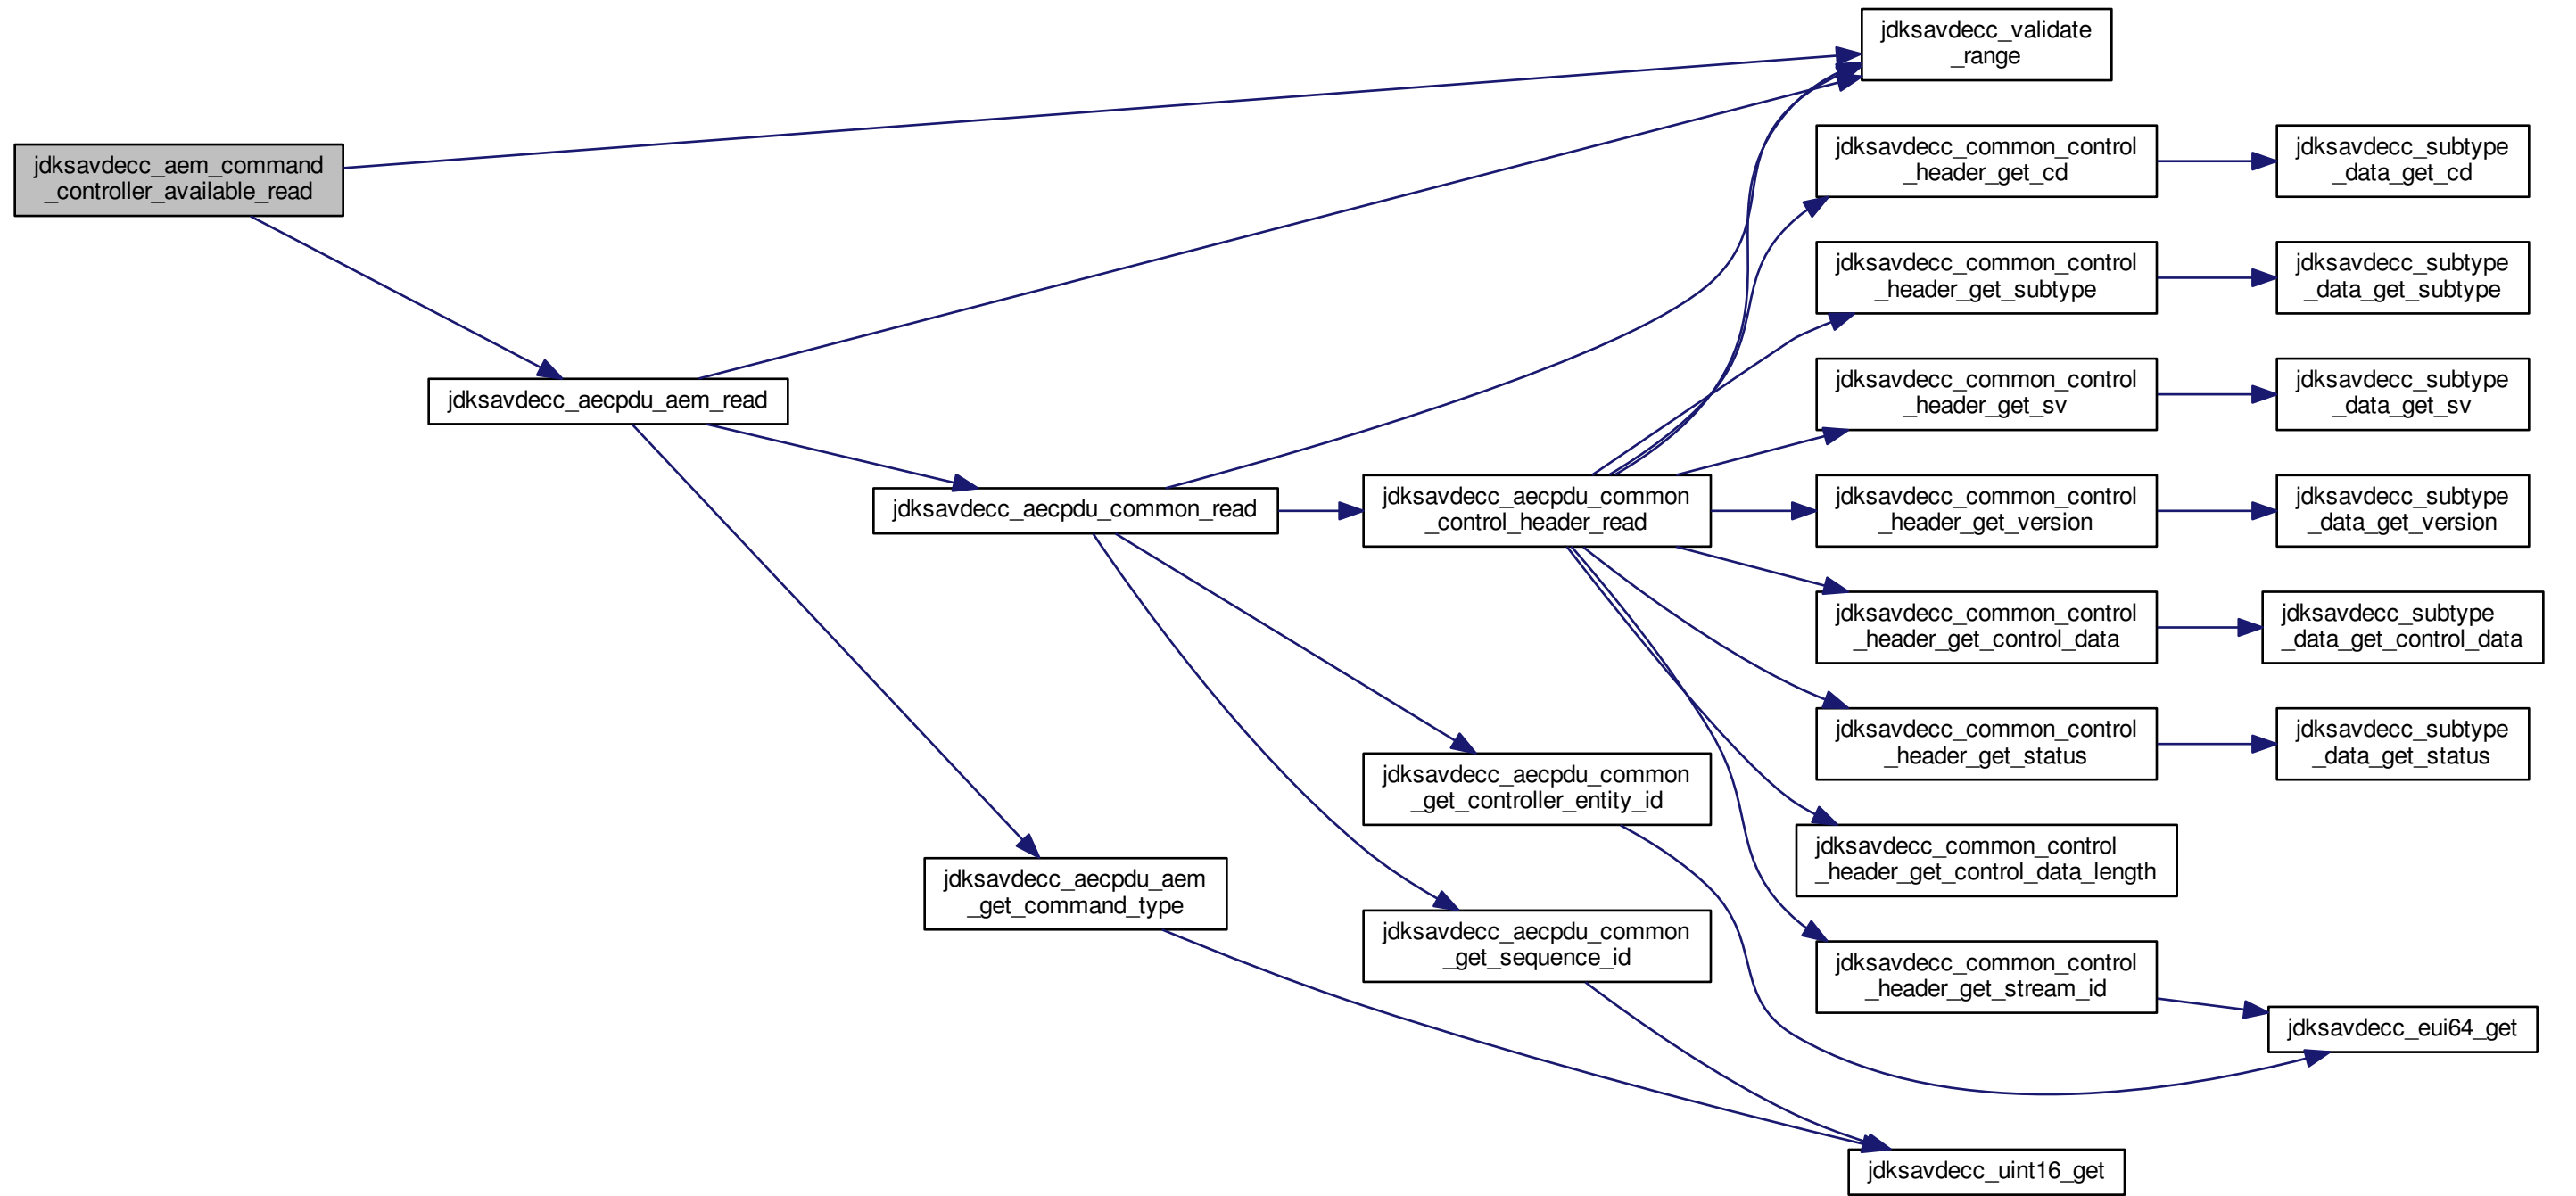 jdksavdecc_aem_command
_controller_available_read
jdksavdecc_aecpdu_aem_read
jdksavdecc_aecpdu_common_read
jdksavdecc_aecpdu_aem
_get_command_type
jdksavdecc_aecpdu_common
_control_header_read
jdksavdecc_aecpdu_common
_get_controller_entity_id
jdksavdecc_aecpdu_common
_get_sequence_id
jdksavdecc_validate
_range
jdksavdecc_common_control
_header_get_cd
jdksavdecc_common_control
_header_get_subtype
jdksavdecc_common_control
_header_get_sv
jdksavdecc_common_control
_header_get_version
jdksavdecc_common_control
_header_get_control_data
jdksavdecc_common_control
_header_get_status
jdksavdecc_common_control
_header_get_control_data_length
jdksavdecc_common_control
_header_get_stream_id
jdksavdecc_uint16_get
jdksavdecc_subtype
_data_get_cd
jdksavdecc_subtype
_data_get_subtype
jdksavdecc_subtype
_data_get_sv
jdksavdecc_subtype
_data_get_version
jdksavdecc_subtype
_data_get_control_data
jdksavdecc_subtype
_data_get_status
jdksavdecc_eui64_get